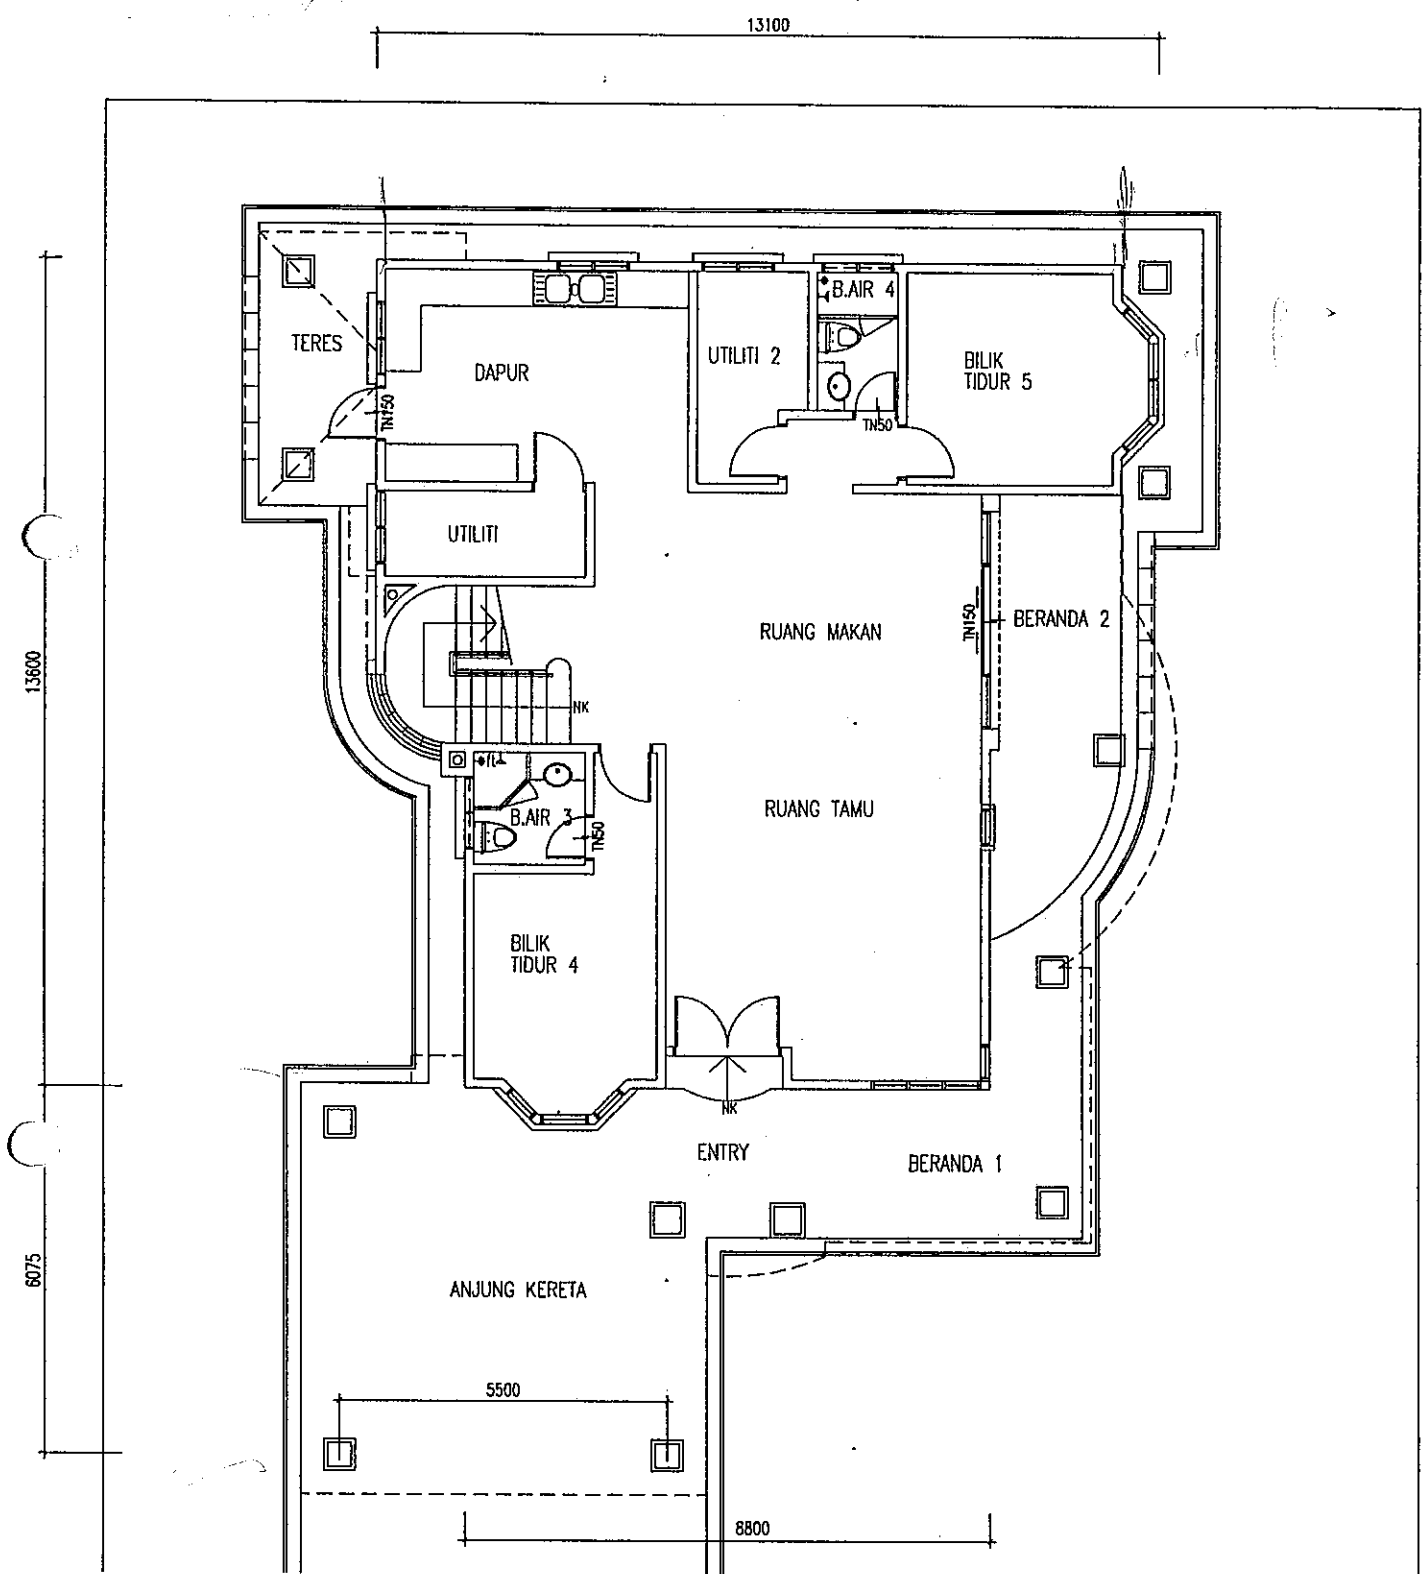 13100
B.AIR 4
TERES
UTILITI 2
BILIK
TIDUR 5
DAPUR
TN150
TN50
UTILITI
13600
BERANDA 2
TN150
RUANG MAKAN
NK
RUANG TAMU
B.AIR 3
TN50
BILIK
TIDUR 4
NK
ENTRY
BERANDA 1
6075
ANJUNG KERETA
5500
8800